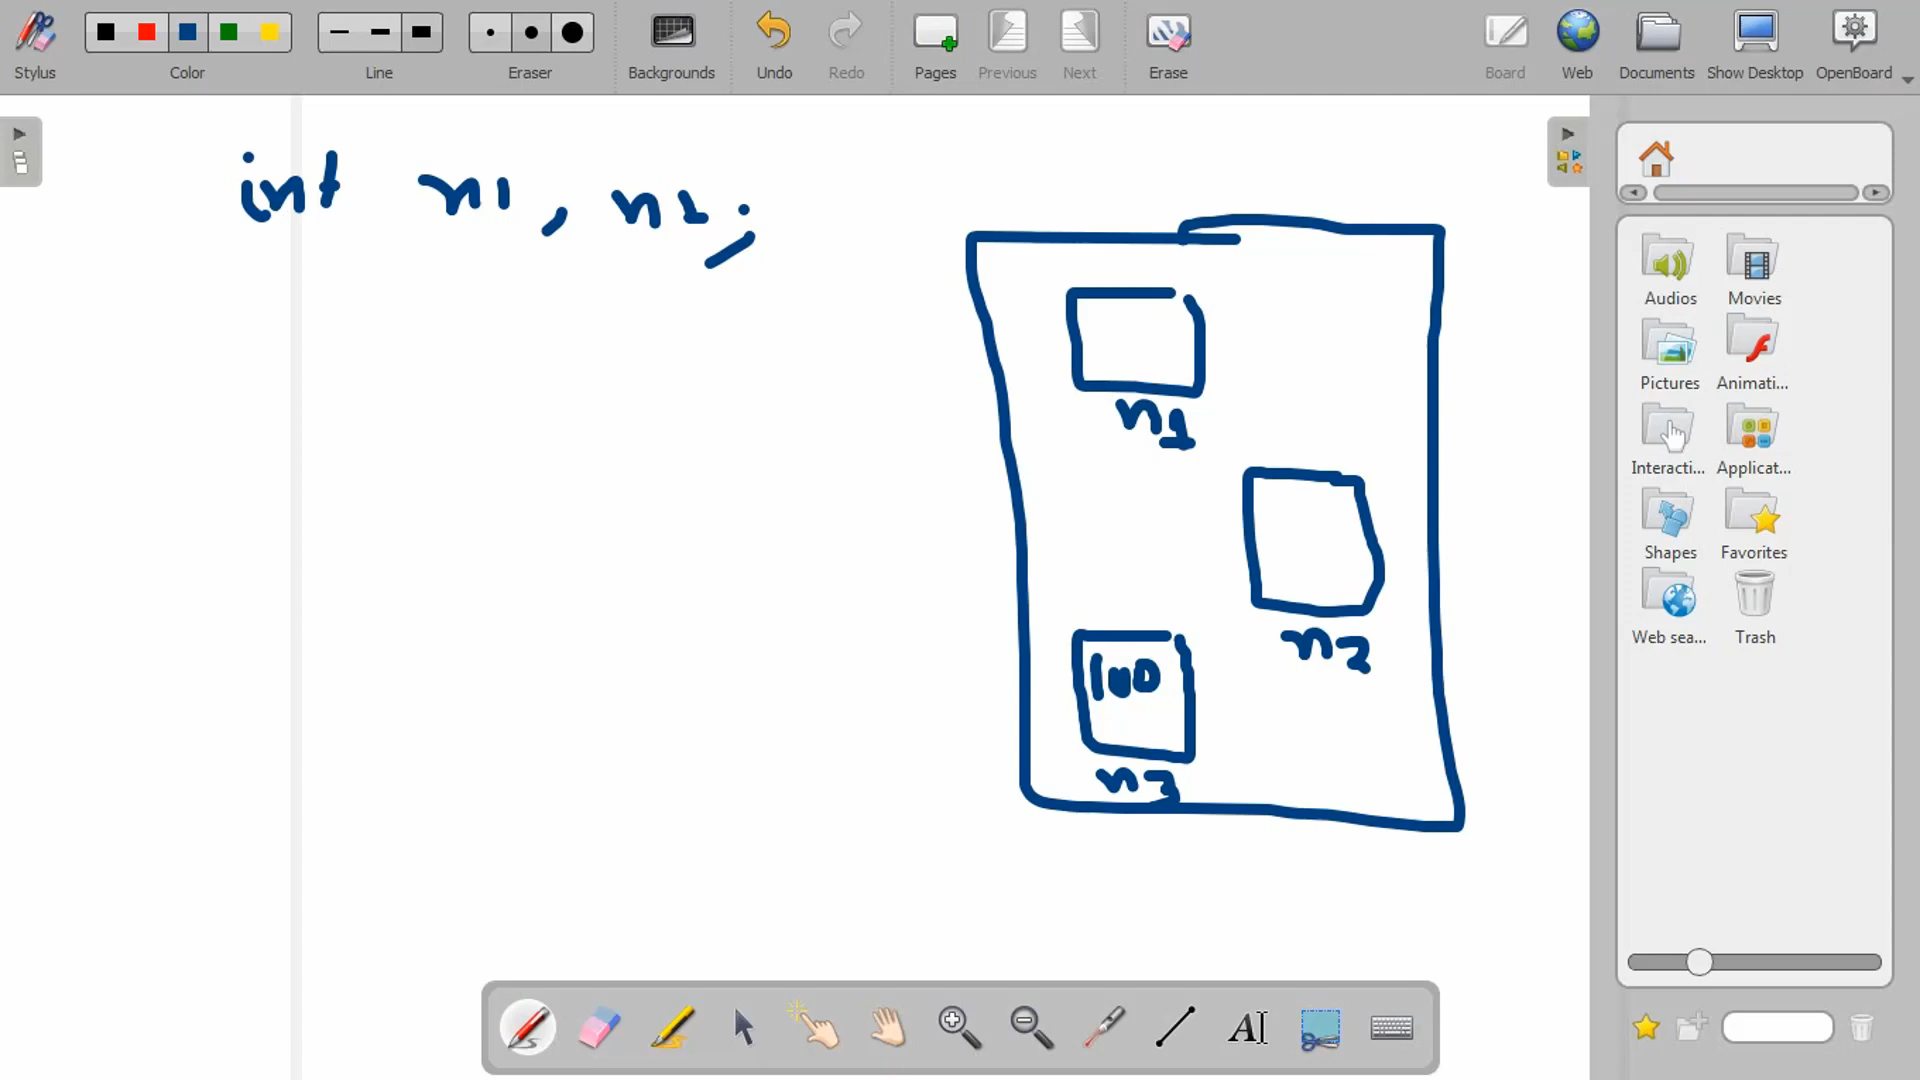 Stylus
Color
Line
Eraser
Backgrounds
Undo
Redo
Pages
Previous
Next
Erase
Board
Web
Documents
Show Desktop
OpenBoard
int n1, n2;
n1
n2
100
n3
Audios
Movies
Pictures
Animati...
Interacti...
Applicat...
Shapes
Favorites
Web sea...
Trash
A